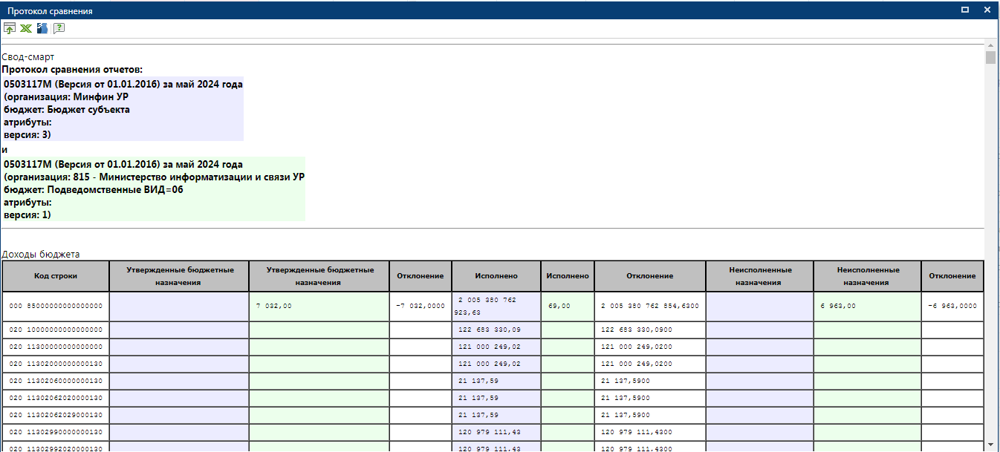 Протокол сравнения
Свод-смарт
Протокол сравнения отчетов:
0503117М (Версия от 01.01.2016) за май 2024 года
(организация: Минфин УР
бюджет: Бюджет субъекта
атрибуты:
версия: 3)
и
0503117М (Версия от 01.01.2016) за май 2024 года
(организация: 815 - Министерство информатизации и связи УР
бюджет: Подведомственные ВИД=06
атрибуты:
версия: 1)
Доходы бюджета
Код строки Утвержденные бюджетные назначения Утвержденные бюджетные назначения Отклонение Исполнено Исполнено Отклонение Неисполненные назначения Неисполненные назначения Отклонение
000 85000000000000000 7 032,00 -7 032,0000 2 005 380 762 923,63 69,00 2 005 380 762 854,6300 6 963,00 -6 963,0000
020 10000000000000000 122 683 330,09 122 683 330,0900
020 11300000000000000 121 000 249,02 121 000 249,0200
020 11302000000000130 121 000 249,02 121 000 249,0200
020 11302060000000130 21 137,59 21 137,5900
020 11302062020000130 21 137,59 21 137,5900
020 11302062029000130 21 137,59 21 137,5900
020 11302990000000130 120 979 111,43 120 979 111,4300
020 11302992020000130 120 979 111,43 120 979 111,4300